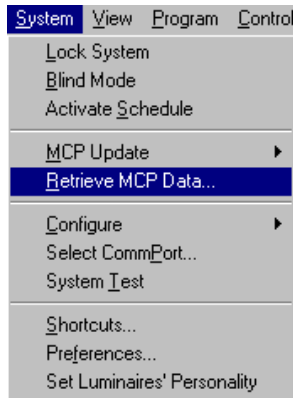 System View Program Control
Lock System
Blind Mode
Activate Schedule
MCP Update
Retrieve MCP Data...
Configure
Select CommPort...
System Test
Shortcuts...
Preferences...
Set Luminaires' Personality